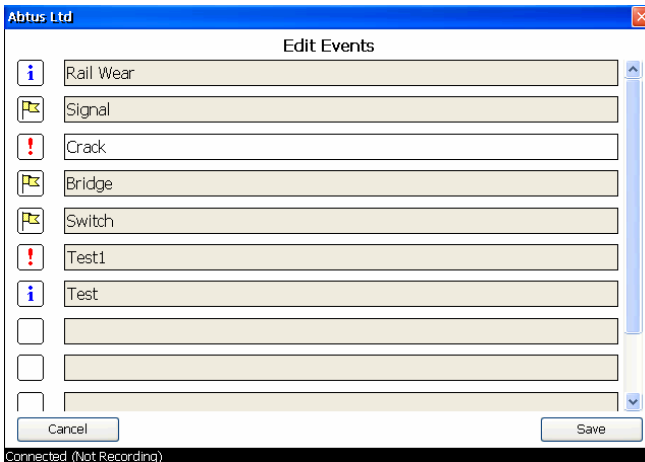 Abtus Ltd
Edit Events
Rail Wear
Signal
Crack
Bridge
Switch
Test1
Test
Cancel
Save
Connected (Not Recording)